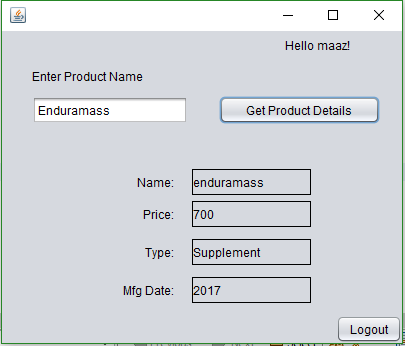 Hello maaz!
Enter Product Name
Enduramass
Get Product Details
Name: enduramass
Price: 700
Type: Supplement
Mfg Date: 2017
Logout